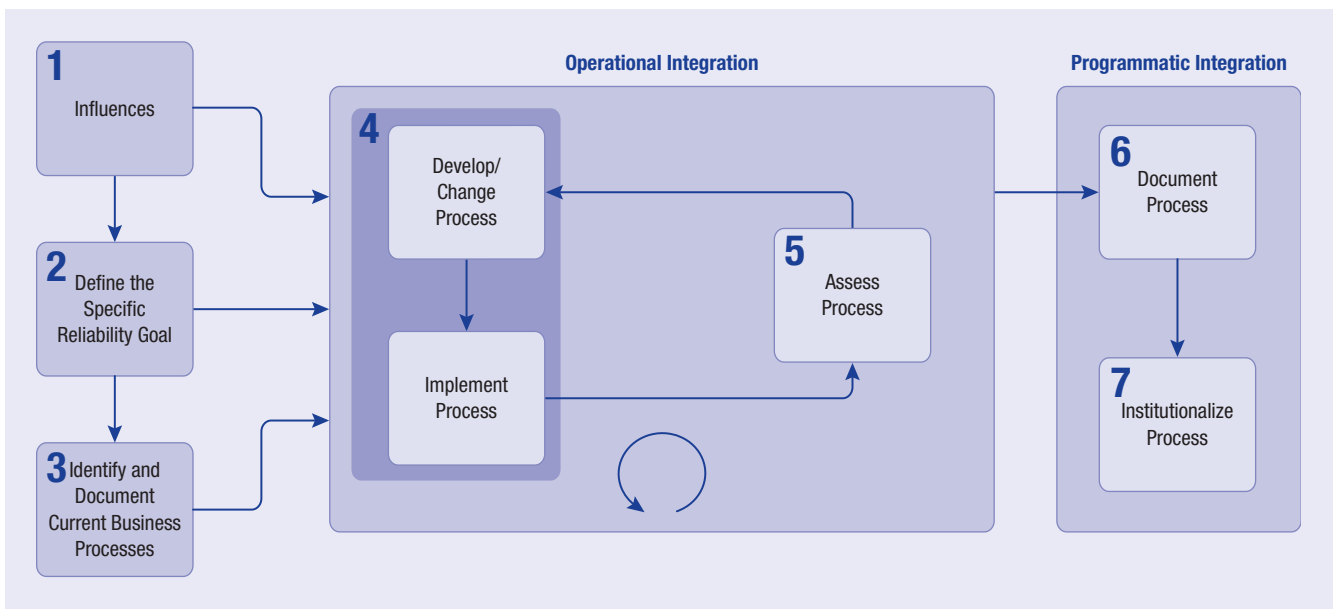 1
Influences
2
Define the
Specific
Reliability Goal
3
Identify and
Document
Current Business
Processes
Operational Integration
4
Develop/
Change
Process
Implement
Process
5
Assess
Process
Programmatic Integration
6
Document
Process
7
Institutionalize
Process